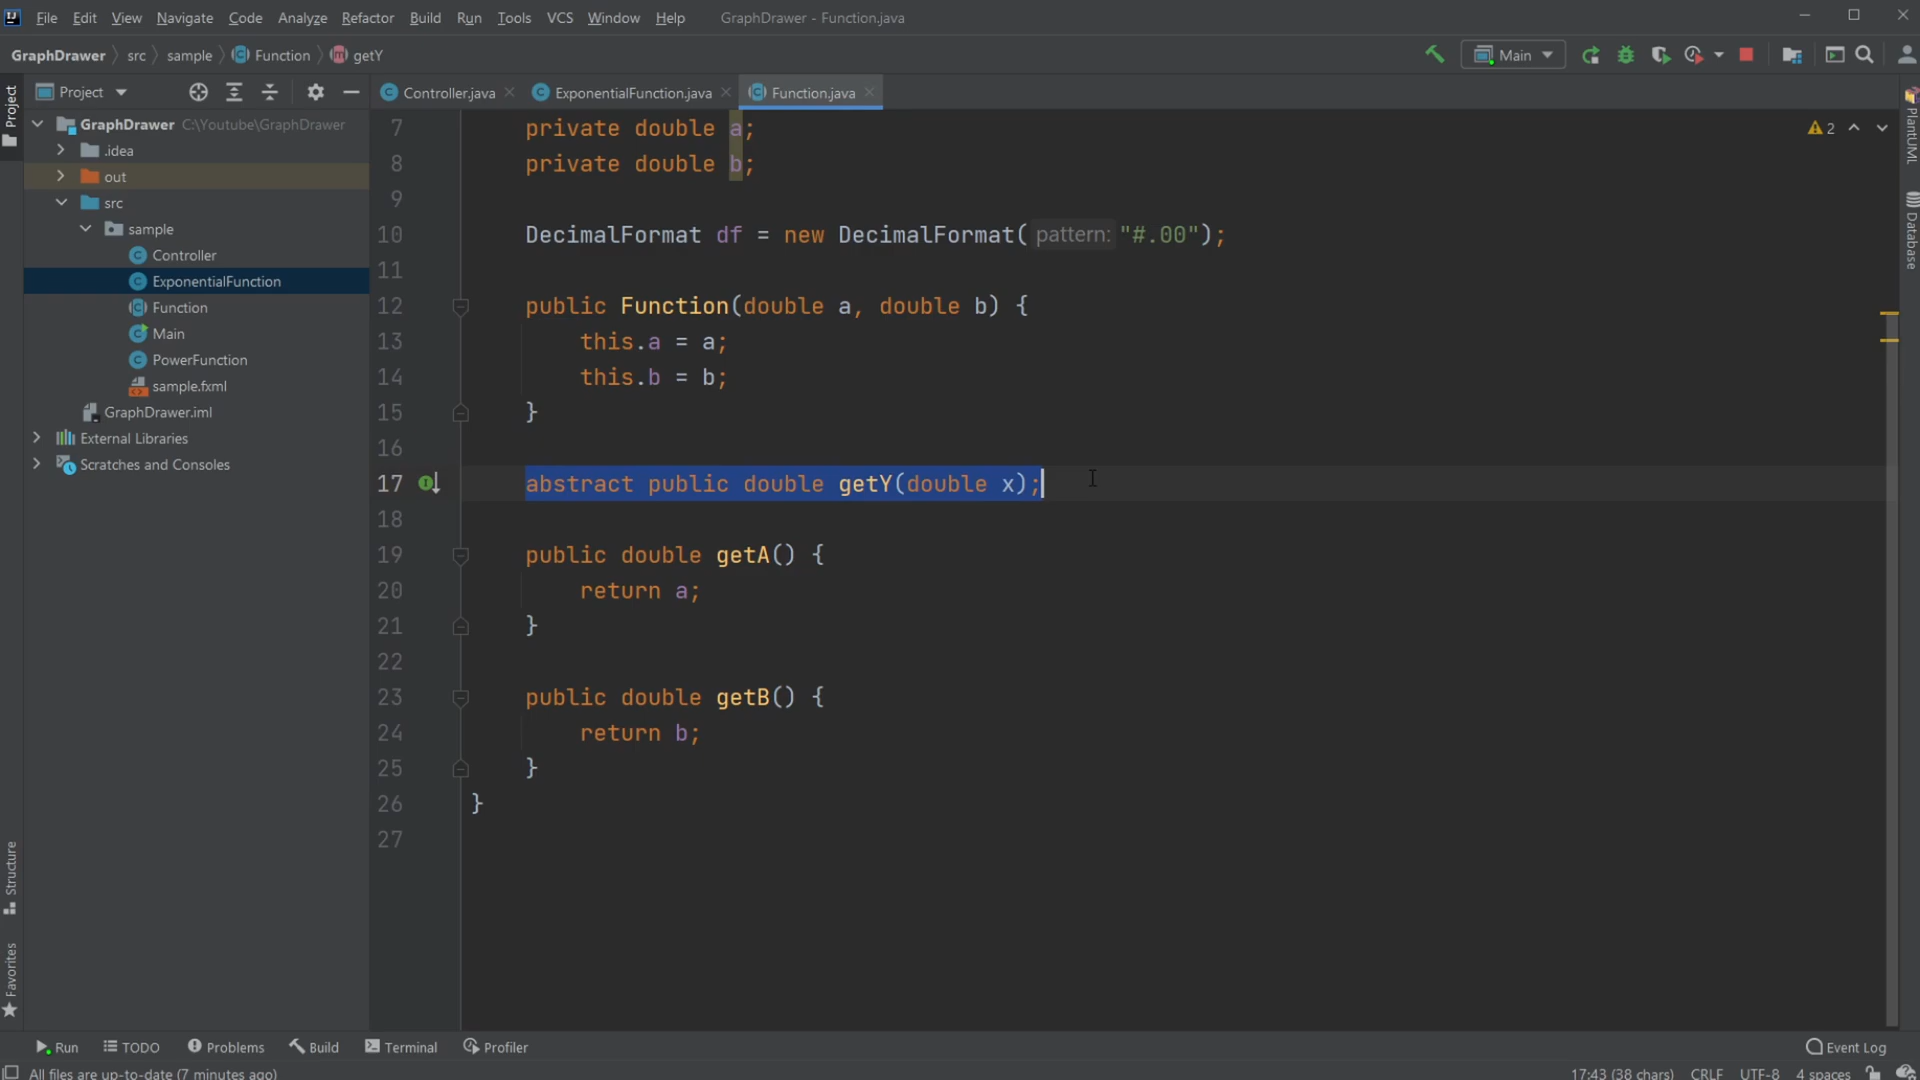 File Edit View Navigate Code Analyze Refactor Build Run Tools VCS Window Help GraphDrawer - Function.java
GraphDrawer src sample Function getY Main
Project Controller.java ExponentialFunction.java Function.java
Project
GraphDrawer C:\Youtube\GraphDrawer
.idea
out
src
sample
Controller
ExponentialFunction
Function
Main
PowerFunction
sample.fxml
GraphDrawer.iml
External Libraries
Scratches and Consoles
Structure
Favorites
7 private double a;
8 private double b;
9
10 DecimalFormat df = new DecimalFormat( pattern: "#.00");
11
12 public Function(double a, double b) {
13 this.a = a;
14 this.b = b;
15 }
16
17 abstract public double getY(double x);
18
19 public double getA() {
20 return a;
21 }
22
23 public double getB() {
24 return b;
25 }
26 }
27
2
PlantUML
Database
Run TODO Problems Build Terminal Profiler Event Log
All files are up-to-date (7 minutes ago) 17:43 (38 chars) CRLF UTF-8 4 spaces